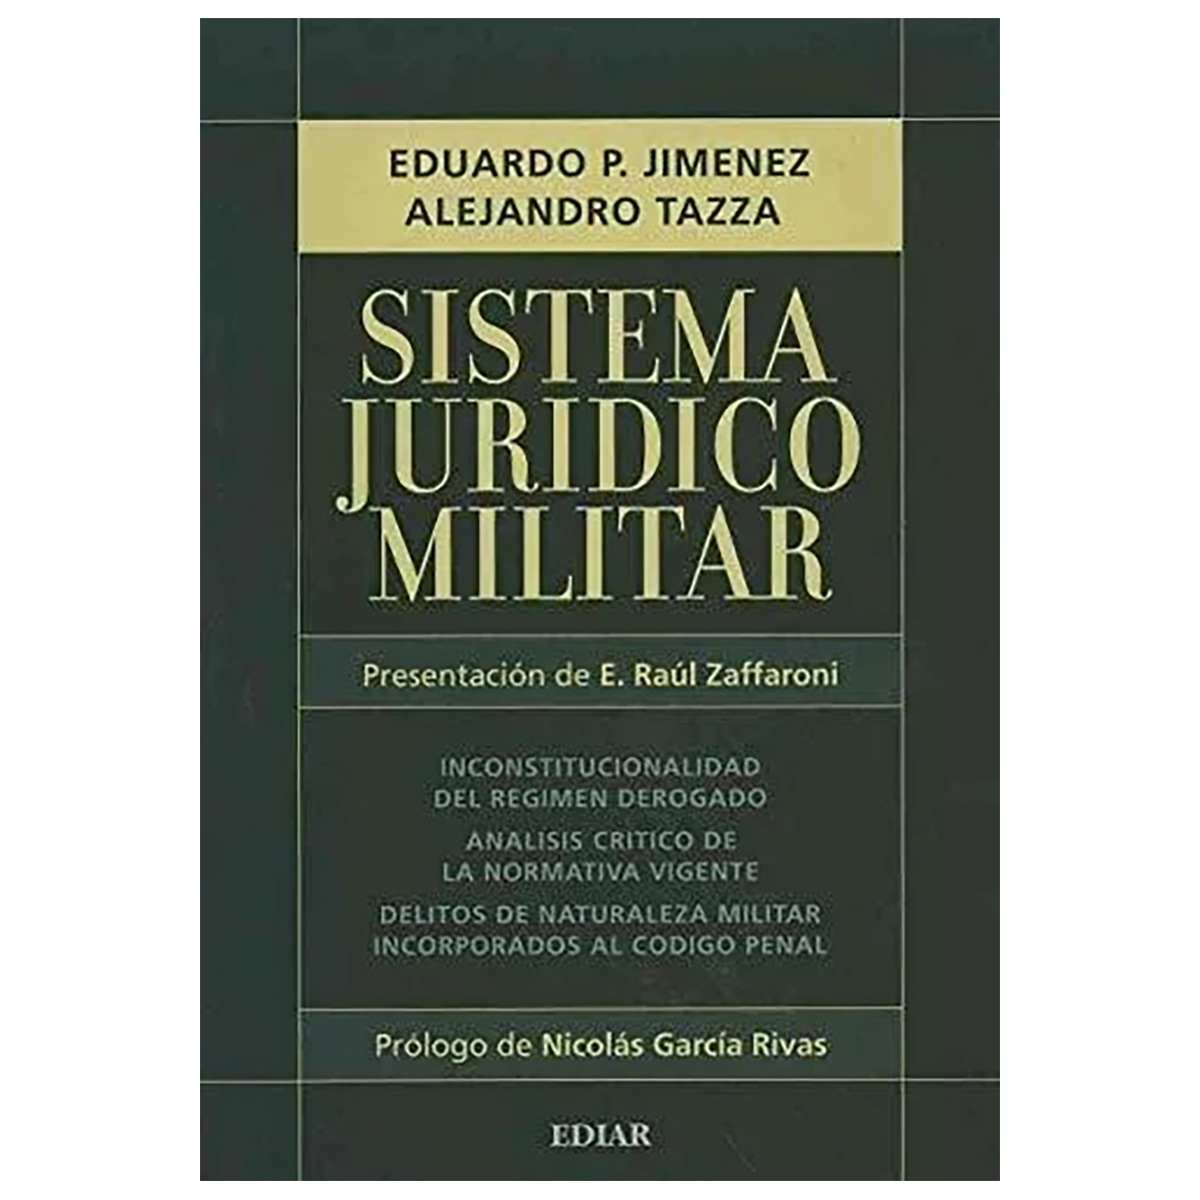 EDUARDO P. JIMENEZ
ALEJANDRO TAZZA
SISTEMA
JURIDICO
MILITAR
Presentación de E. Raúl Zaffaroni
INCONSTITUCIONALIDAD
DEL REGIMEN DEROGADO
ANALISIS CRITICO DE
LA NORMATIVA VIGENTE
DELITOS DE NATURALEZA MILITAR
INCORPORADOS AL CODIGO PENAL
Prólogo de Nicolás García Rivas
EDIAR